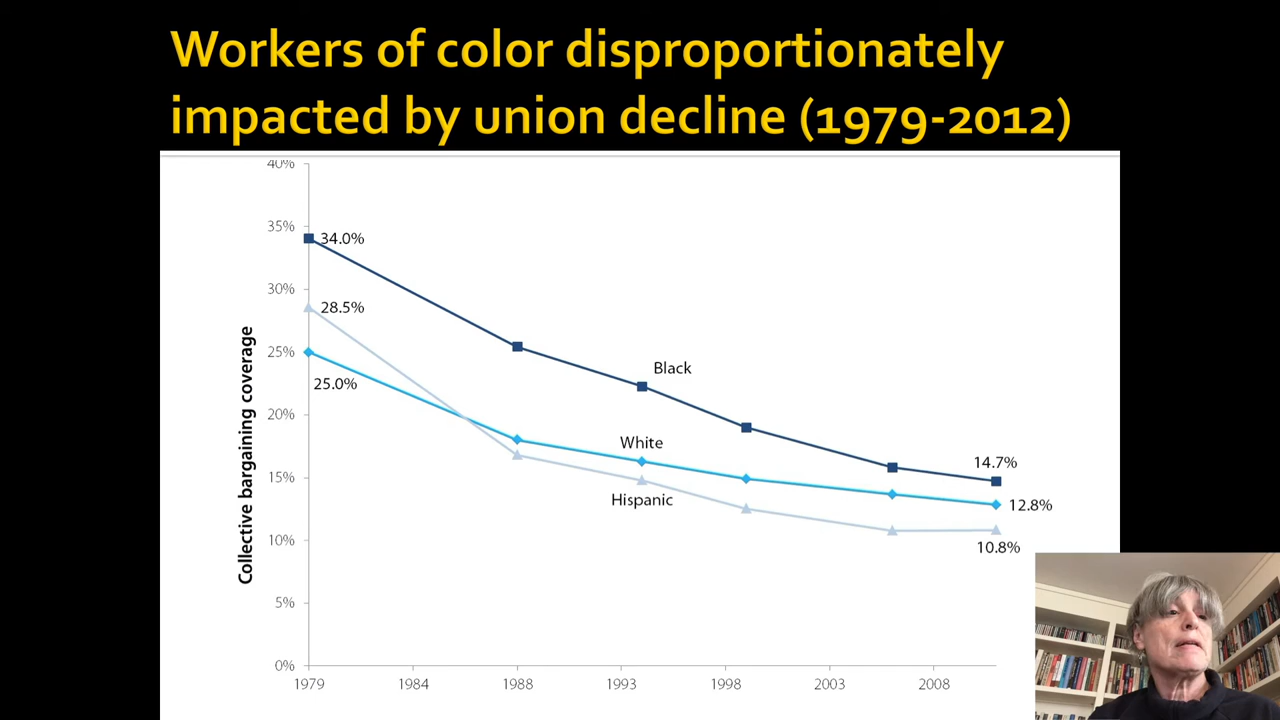 Workers of color disproportionately
impacted by union decline (1979-2012)
40%
35%
34.0%
30%
28.5%
25%
25.0%
Black
20%
White
15%
14.7%
12.8%
Hispanic
10%
10.8%
5%
0%
Collective bargaining coverage
1979 1984 1988 1993 1998 2003 2008